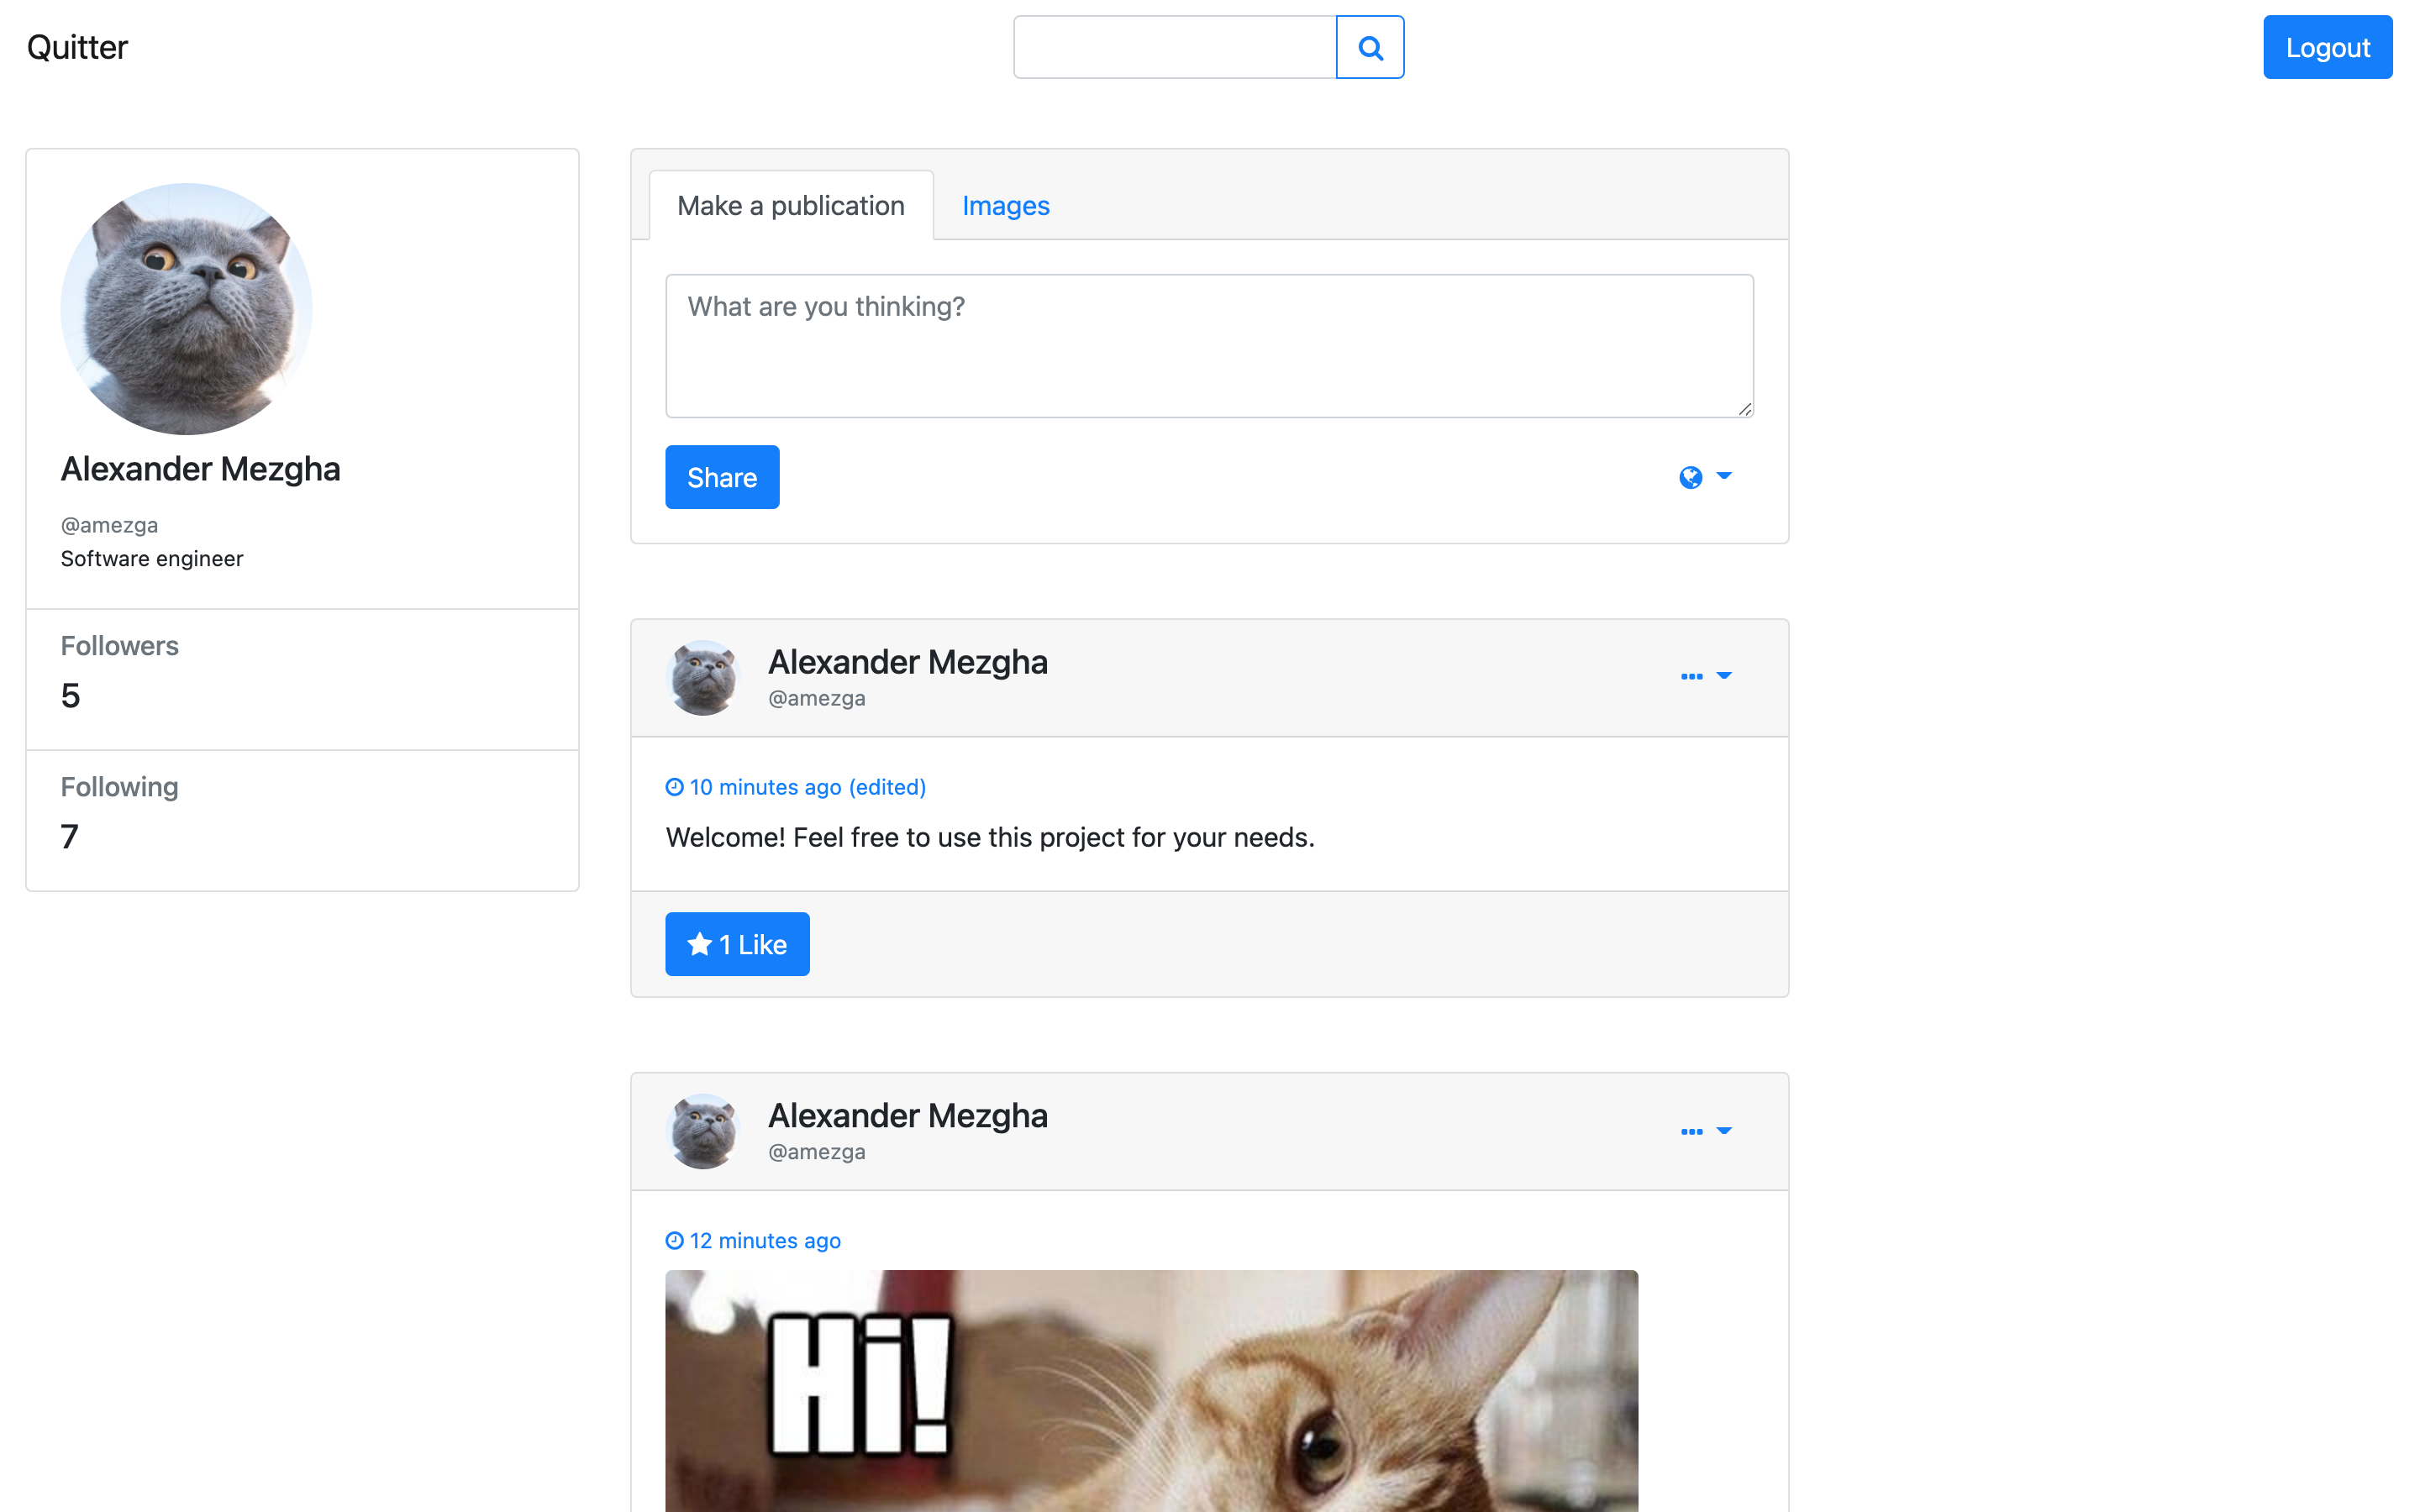 Quitter
Logout
Alexander Mezgha
@amezga
Software engineer
Followers
5
Following
7
Make a publication
Images
What are you thinking?
Share
Alexander Mezgha
@amezga
10 minutes ago (edited)
Welcome! Feel free to use this project for your needs.
1 Like
Alexander Mezgha
@amezga
12 minutes ago
Hi!